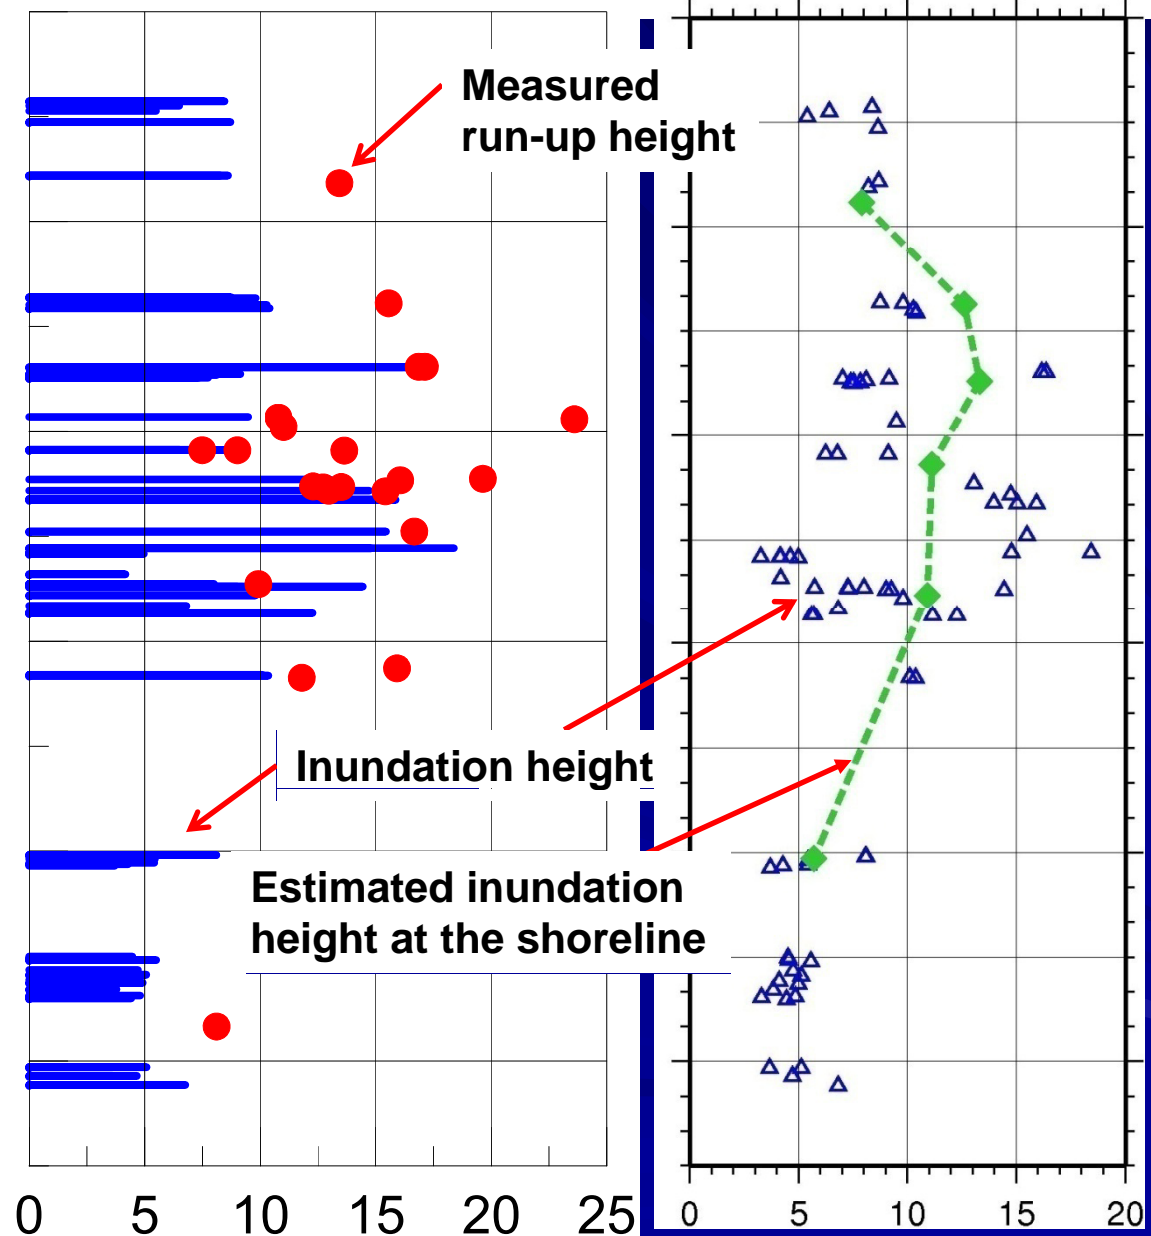 Measured
run-up height
Inundation height
Estimated inundation
height at the shoreline
0 5 10 15 20 25
0 5 10 15 20